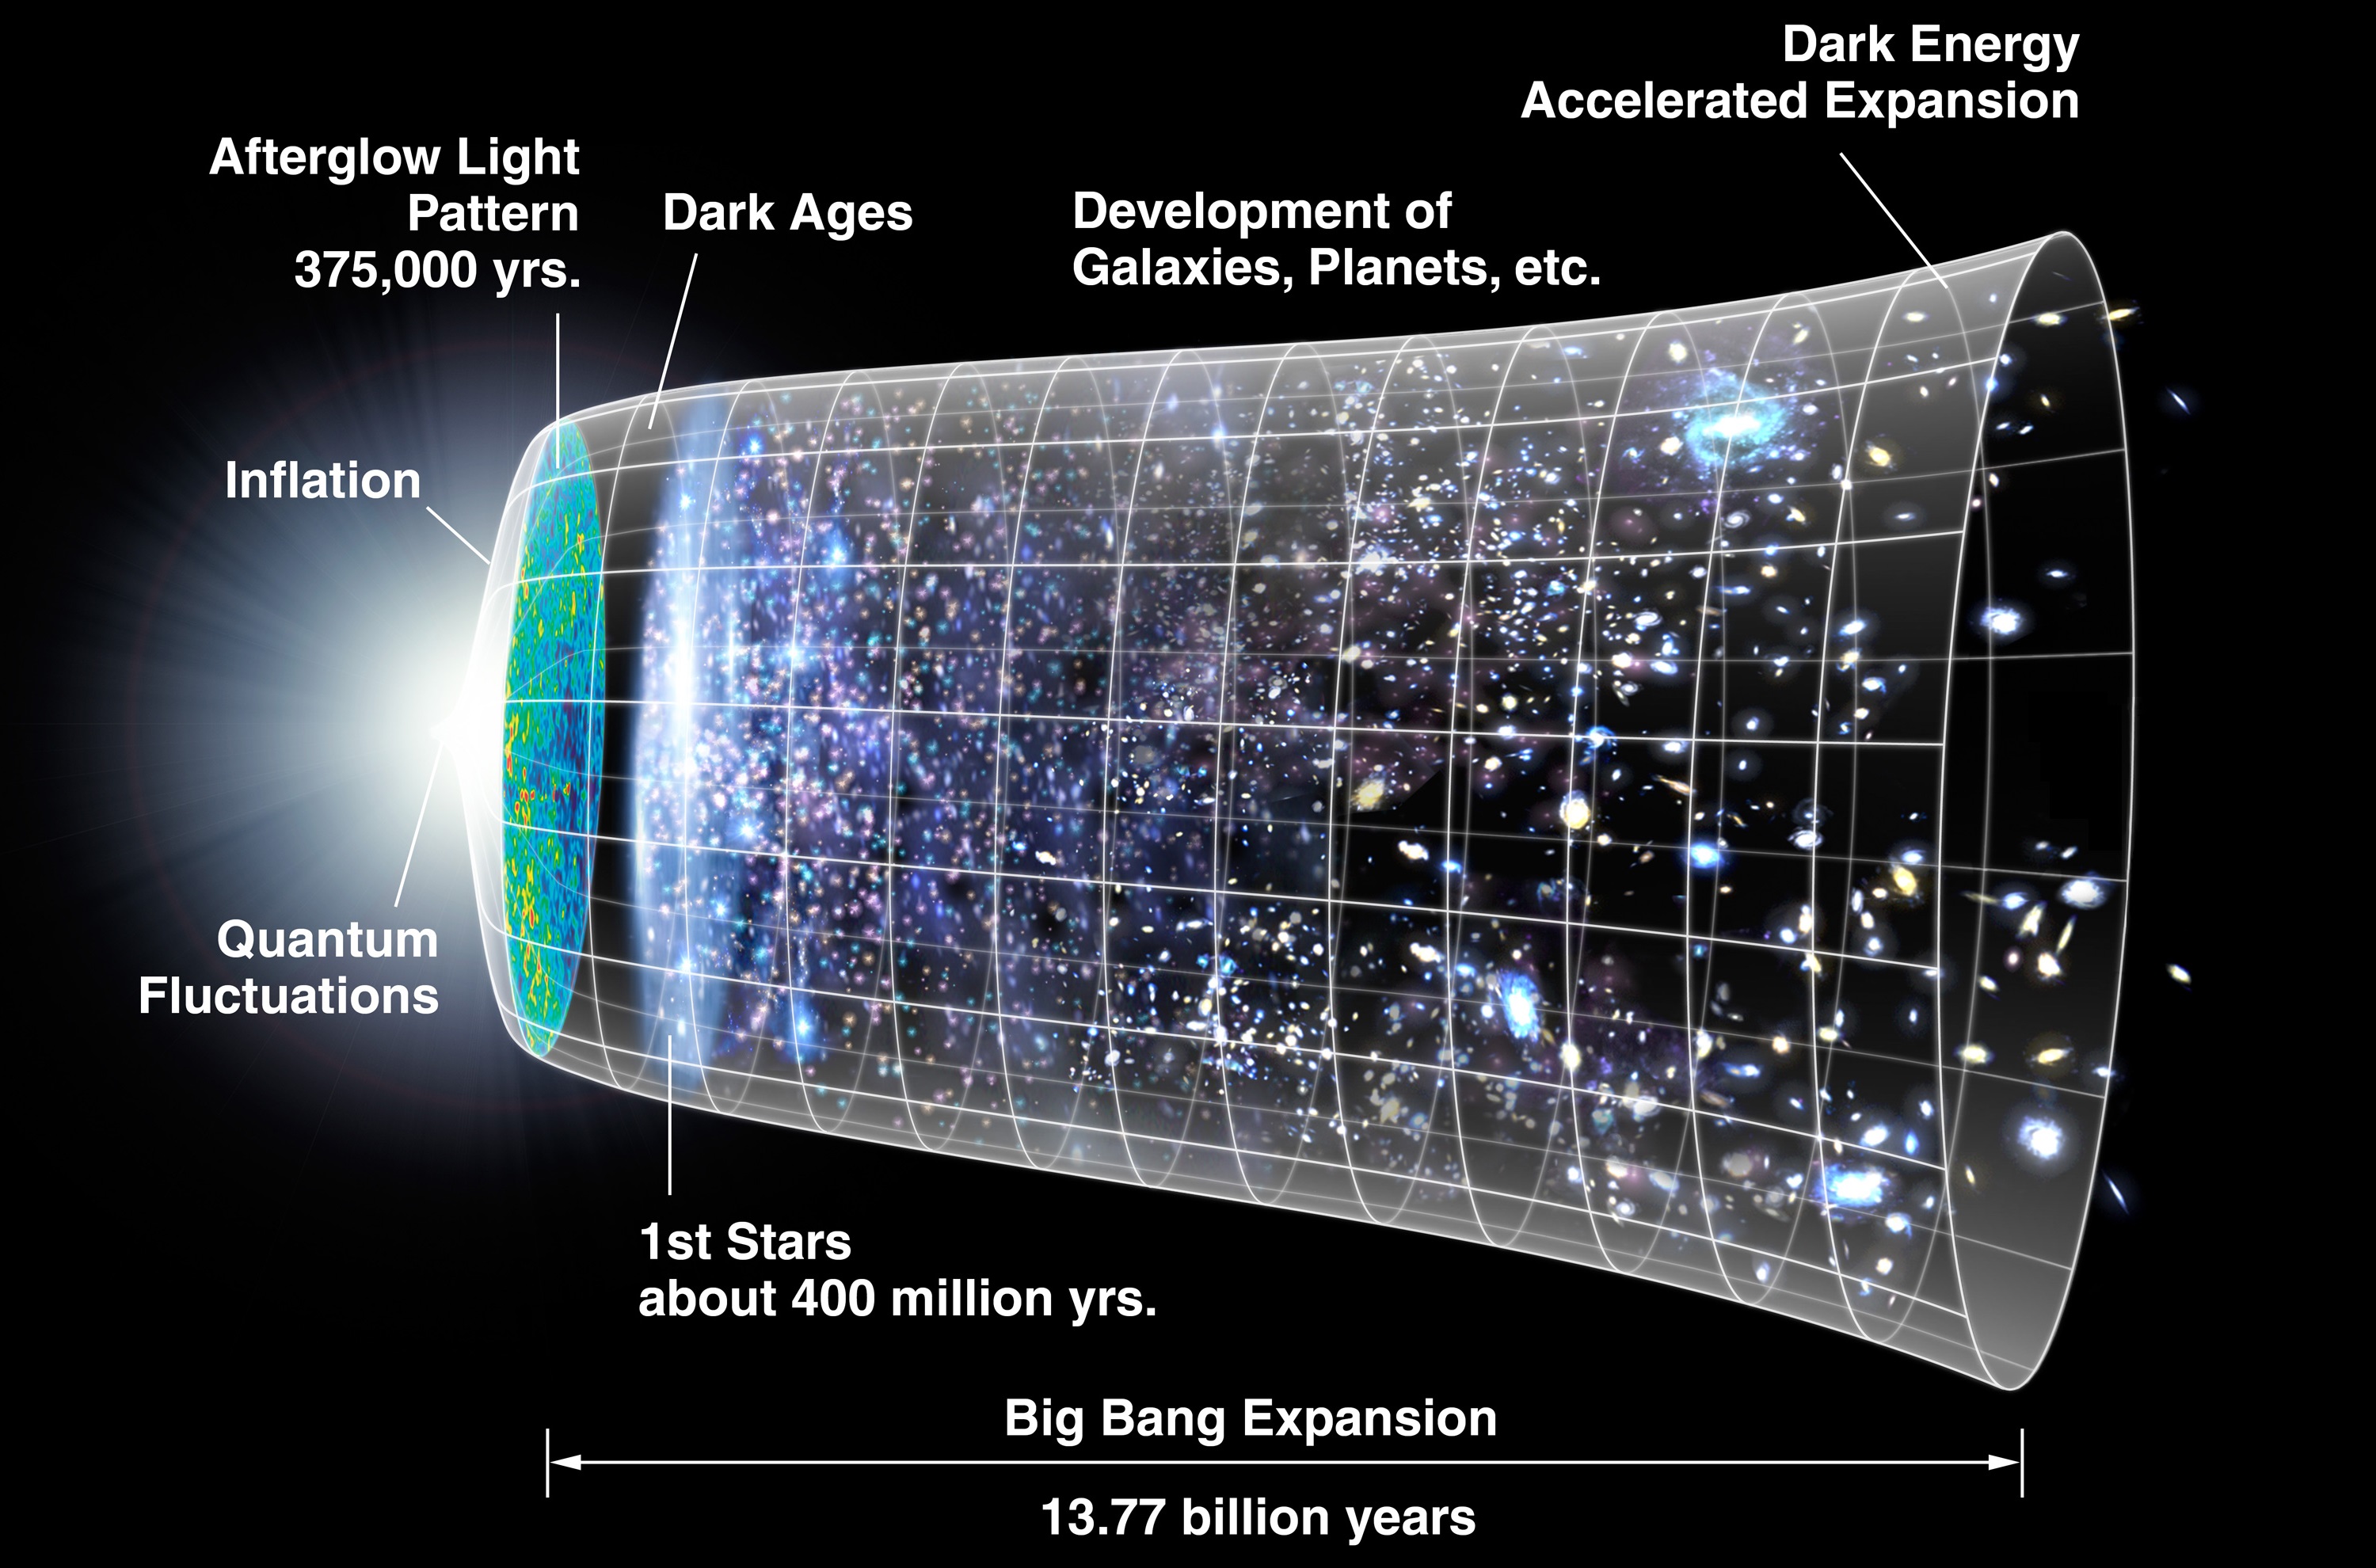 Dark Energy
Accelerated Expansion
Afterglow Light
Pattern
375,000 yrs.
Dark Ages
Development of
Galaxies, Planets, etc.
Inflation
Quantum
Fluctuations
1st Stars
about 400 million yrs.
Big Bang Expansion
13.77 billion years